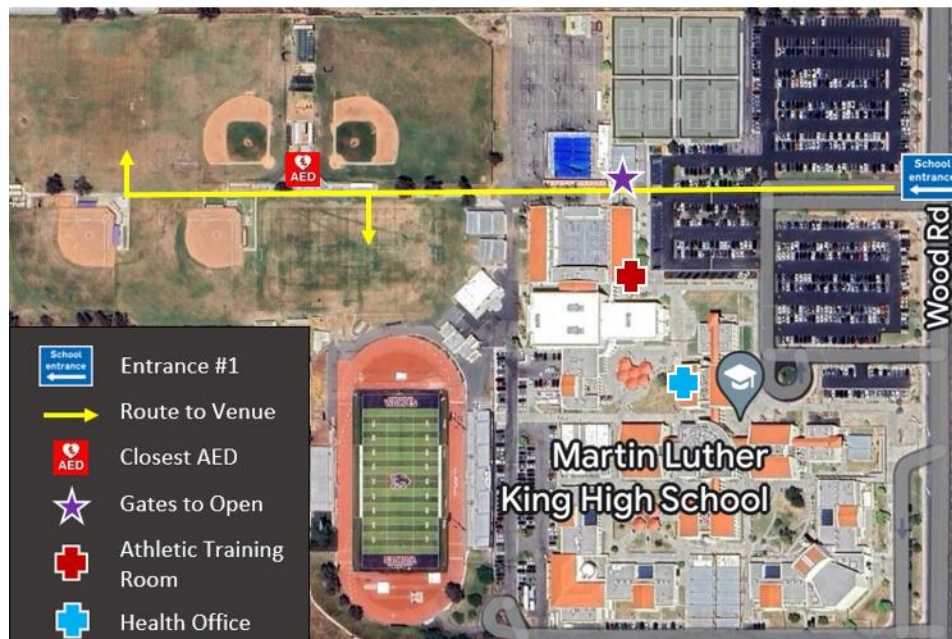 School
entrance
AED
Wood Rd
Martin Luther
King High School
WOLVES
School
entrance
Entrance #1
Route to Venue
AED
Closest AED
Gates to Open
Athletic Training
Room
Health Office